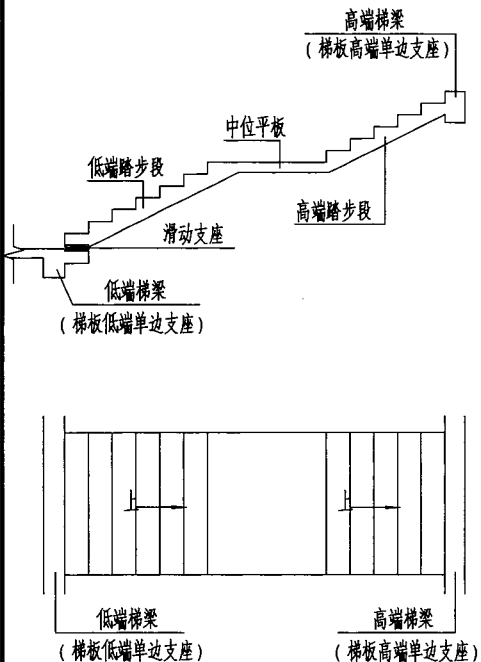 高端梯梁
(梯板高端单边支座)
中位平板
低端踏步段
高端踏步段
滑动支座
低端梯梁
(梯板低端单边支座)
上
上
低端梯梁
(梯板低端单边支座)
高端梯梁
(梯板高端单边支座)